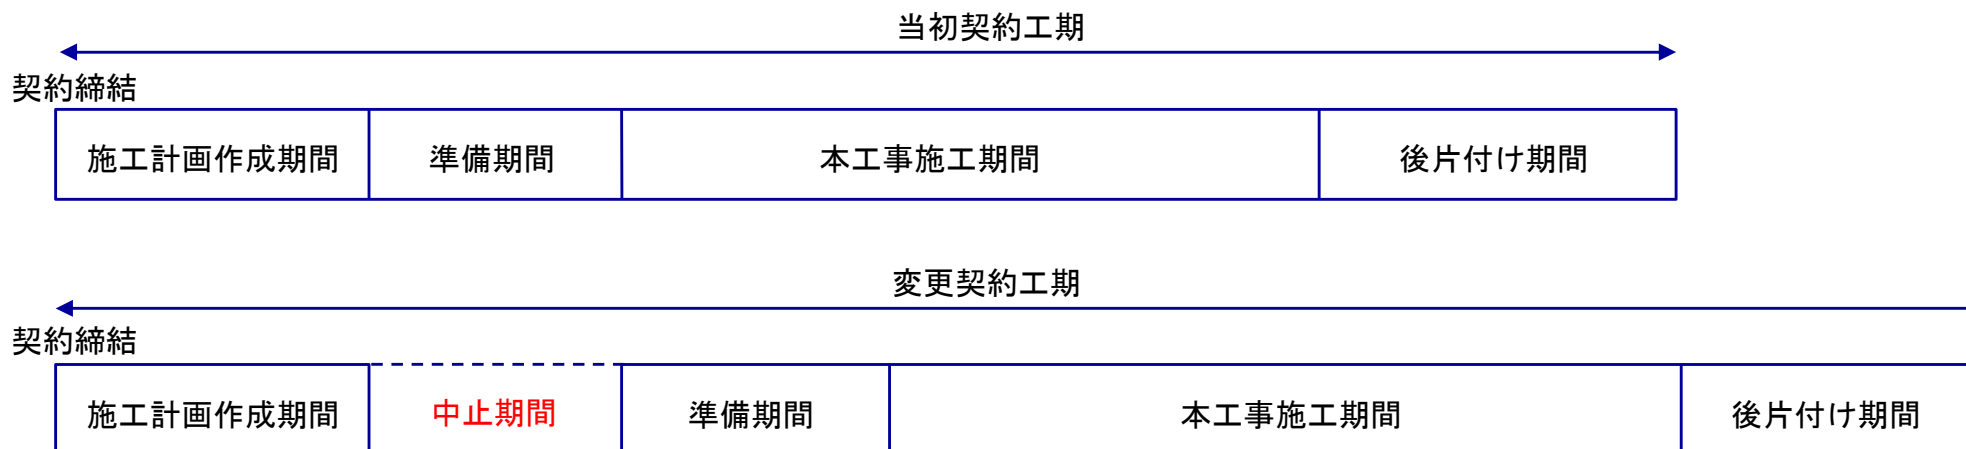 当初契約工期
契約締結
施工計画作成期間 準備期間 本工事施工期間 後片付け期間
変更契約工期
契約締結
施工計画作成期間 中止期間 準備期間 本工事施工期間 後片付け期間